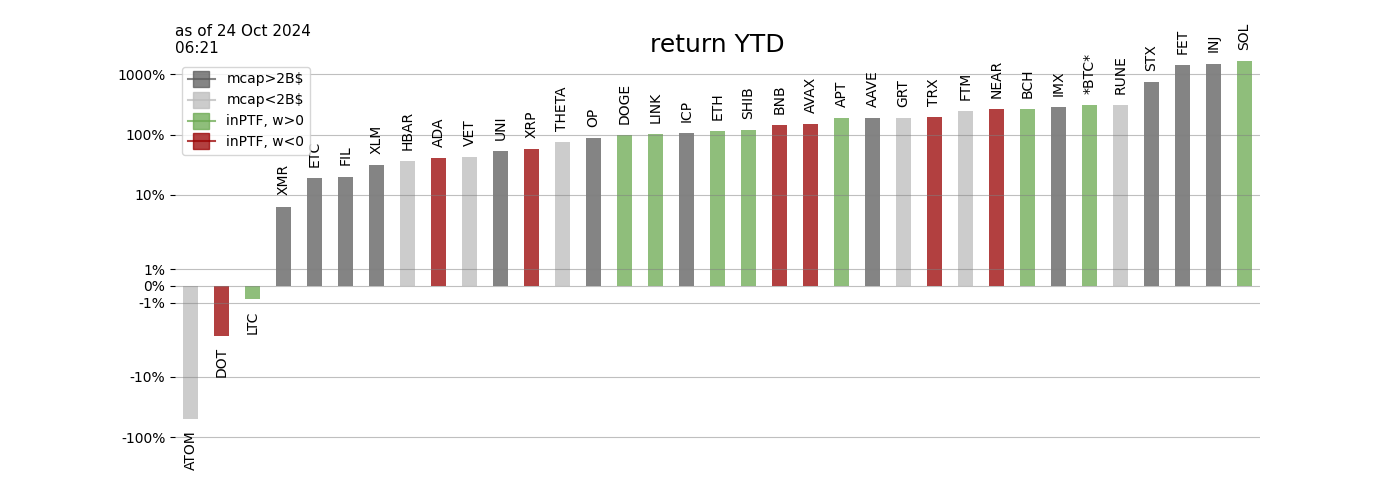 as of 24 Oct 2024
06:21
return YTD
mcap>2B$
mcap<2B$
inPTF, w>0
inPTF, w<0
1000%
100%
10%
1%
0%
-1%
-10%
-100%
ATOM
DOT
LTC
XMR
ETC
FIL
XLM
HBAR
ADA
VET
UNI
XRP
THETA
OP
DOGE
LINK
ICP
ETH
SHIB
BNB
AVAX
APT
AAVE
GRT
TRX
FTM
NEAR
BCH
IMX
*BTC*
RUNE
STX
FET
INJ
SOL